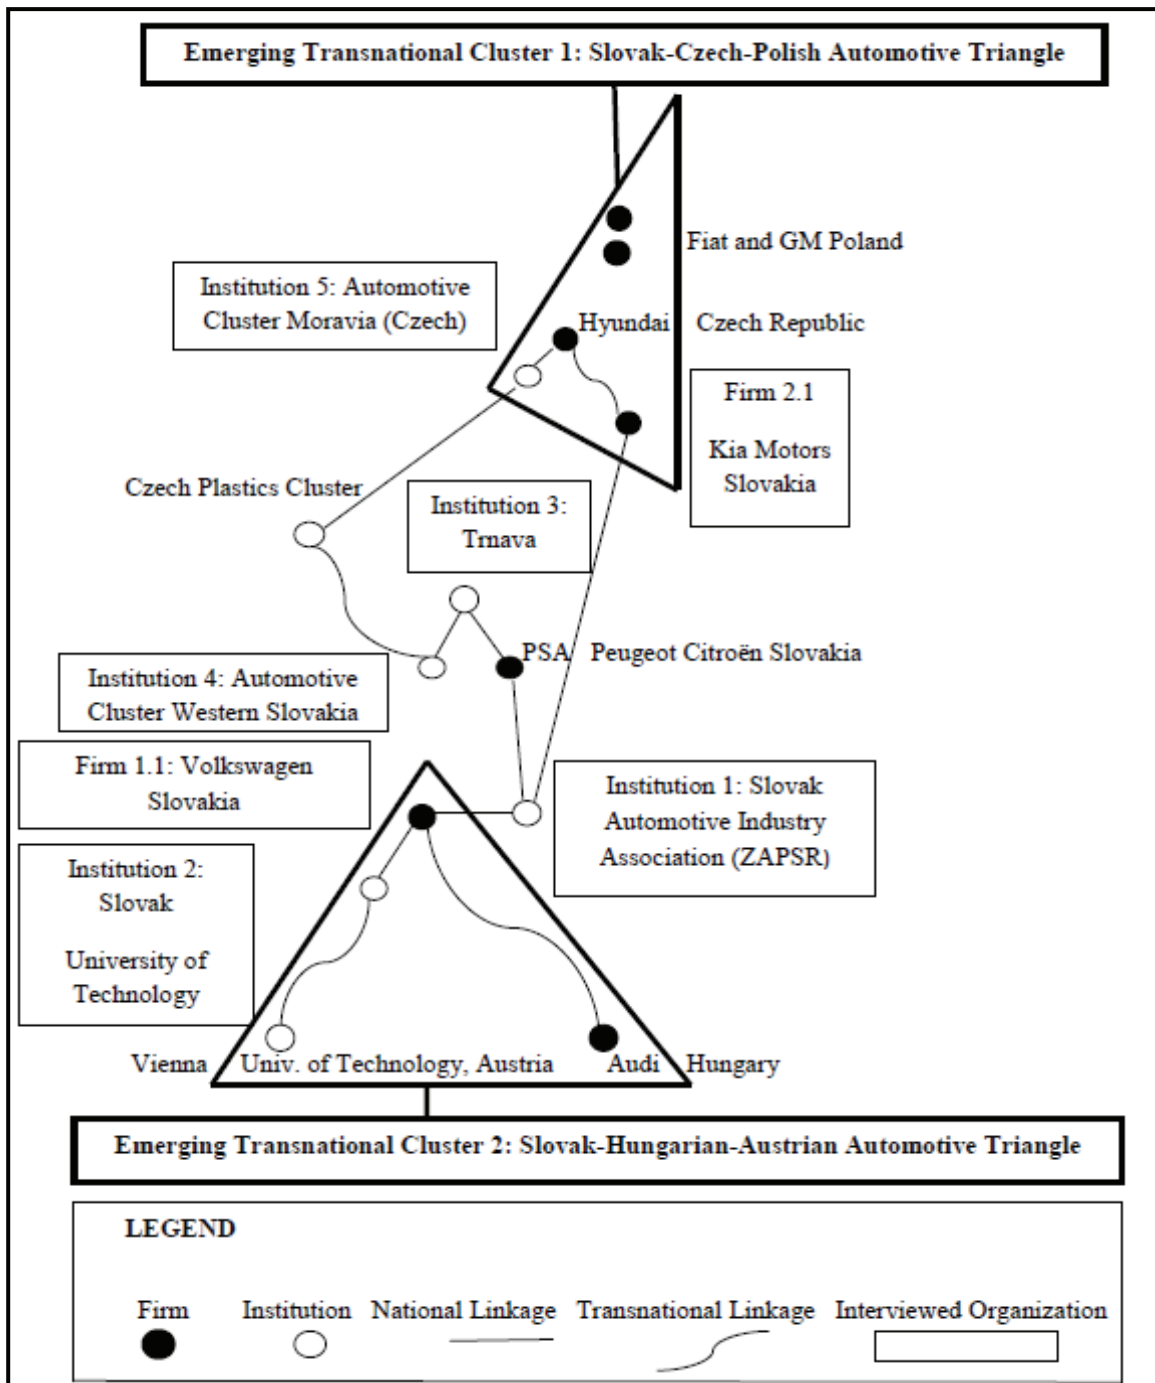 Emerging Transnational Cluster 1: Slovak-Czech-Polish Automotive Triangle
Fiat and GM Poland
Institution 5: Automotive
Cluster Moravia (Czech)
Hyundai Czech Republic
Firm 2.1
Kia Motors
Slovakia
Czech Plastics Cluster
Institution 3:
Trnava
PSA Peugeot Citroën Slovakia
Institution 4: Automotive
Cluster Western Slovakia
Firm 1.1: Volkswagen
Slovakia
Institution 1: Slovak
Automotive Industry
Association (ZAPSR)
Institution 2:
Slovak
University of
Technology
Vienna Univ. of Technology, Austria
Audi Hungary
Emerging Transnational Cluster 2: Slovak-Hungarian-Austrian Automotive Triangle
LEGEND
Firm
Institution
National Linkage
Transnational Linkage
Interviewed Organization